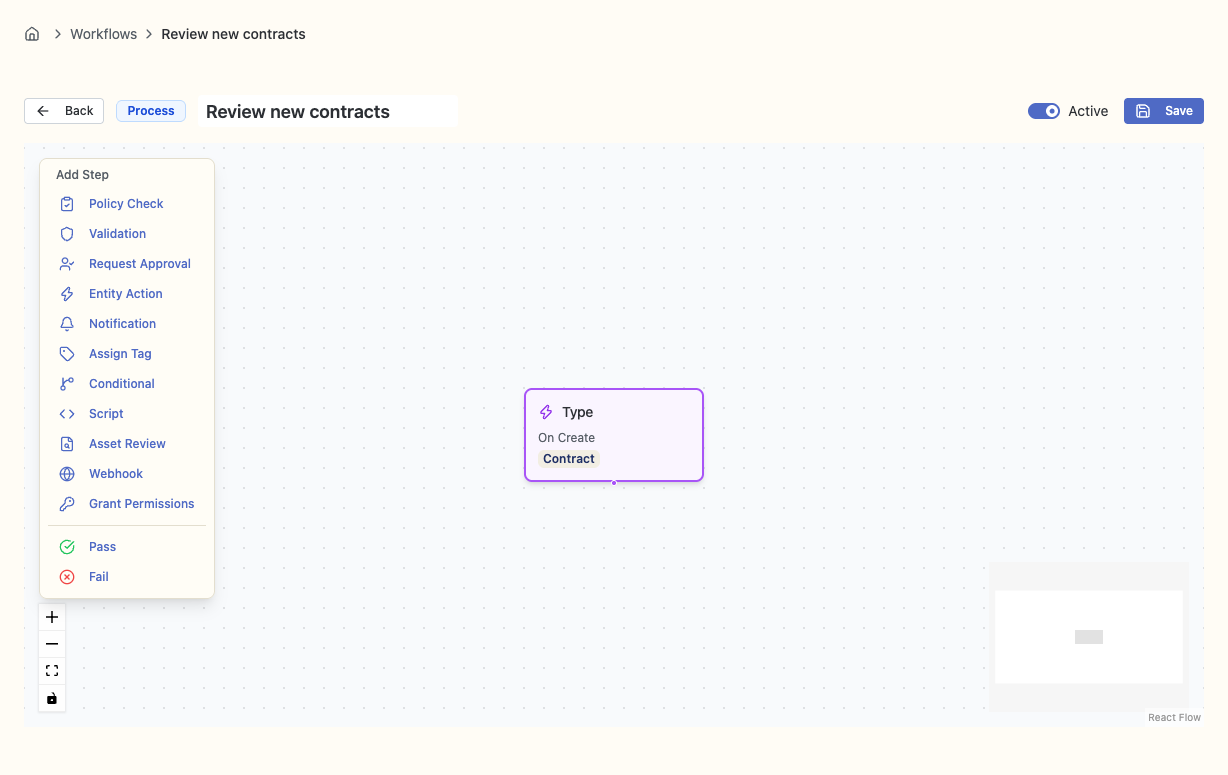 Workflows
Review new contracts
Back
Process
Review new contracts
Active
Save
Add Step
Policy Check
Validation
Request Approval
Entity Action
Notification
Assign Tag
Conditional
Script
Asset Review
Webhook
Grant Permissions
Pass
Fail
Type
On Create
Contract
React Flow